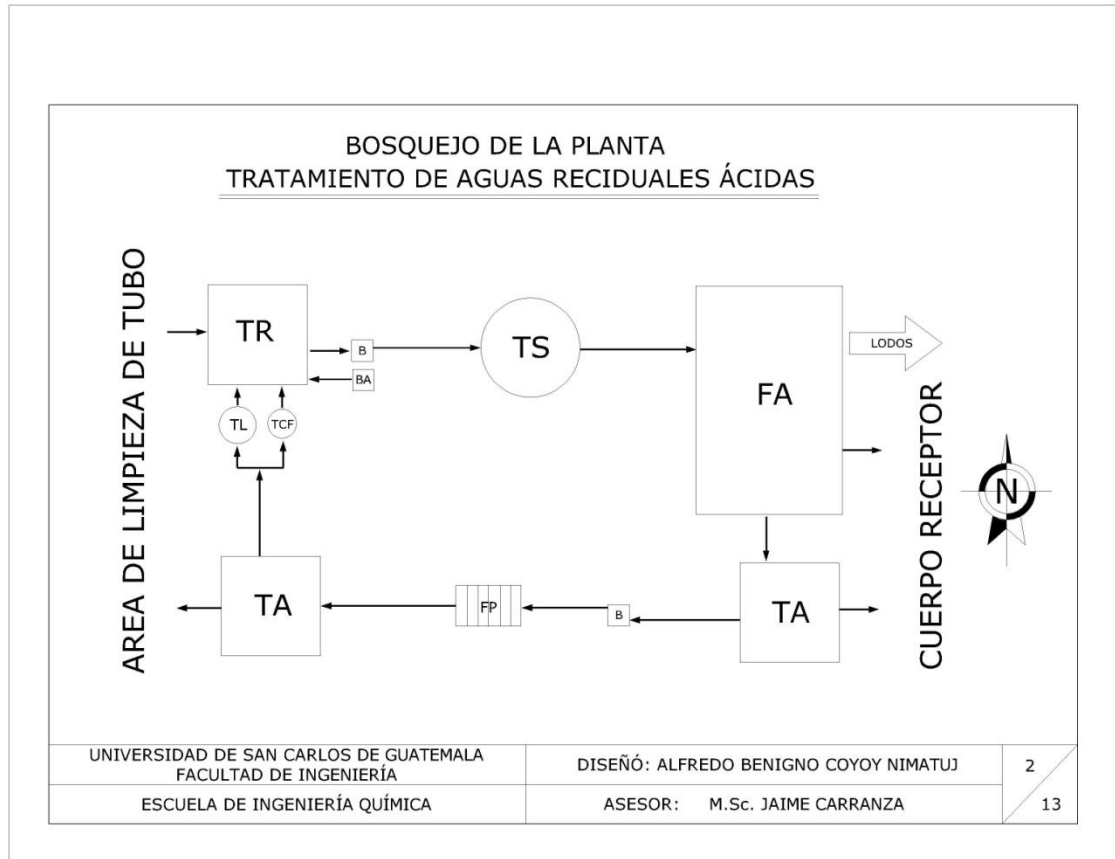 BOSQUEJO DE LA PLANTA
TRATAMIENTO DE AGUAS RECIDUALES ÁCIDAS
AREA DE LIMPIEZA DE TUBO
TR
B
BA
TS
FA
LODOS
TL
TCF
CUERPO RECEPTOR
N
TA
FP
B
TA
UNIVERSIDAD DE SAN CARLOS DE GUATEMALA
FACULTAD DE INGENIERÍA
DISEÑÓ: ALFREDO BENIGNO COYOY NIMATUJ
2
ESCUELA DE INGENIERÍA QUÍMICA
ASESOR: M.Sc. JAIME CARRANZA
13